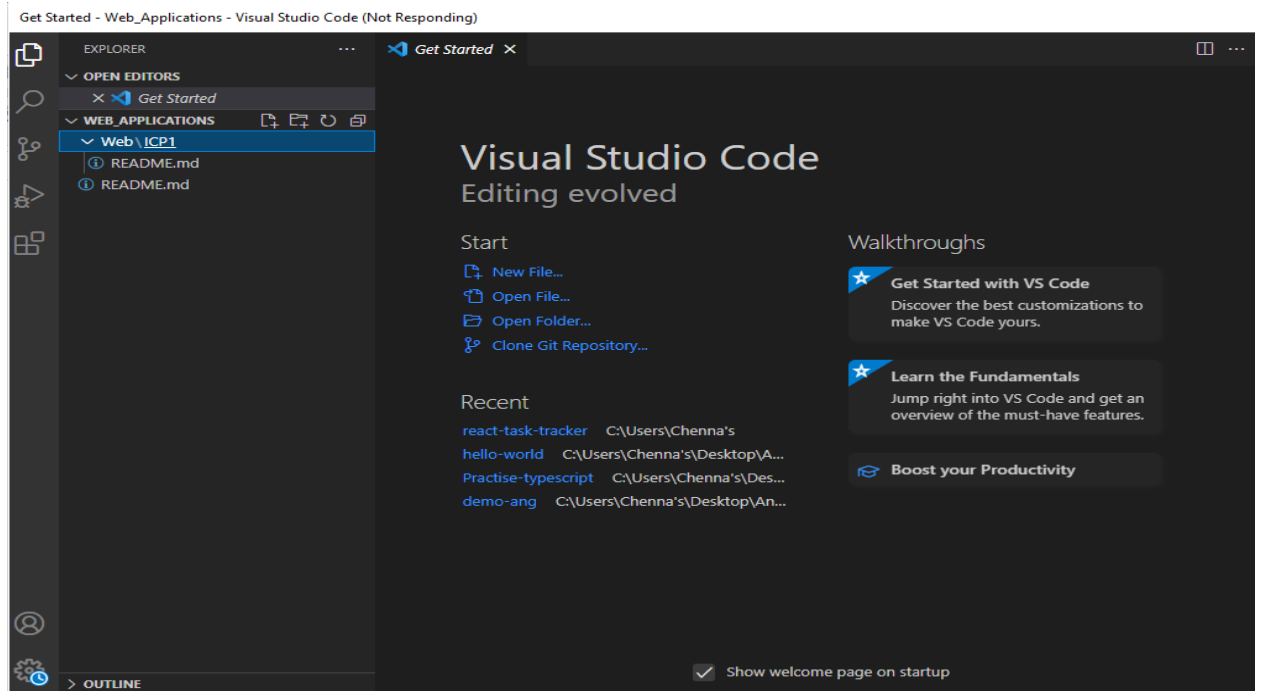 Get Started - Web_Applications - Visual Studio Code (Not Responding)
EXPLORER
Get Started
OPEN EDITORS
Get Started
WEB_APPLICATIONS
Web\ICP1
README.md
README.md
OUTLINE
Visual Studio Code
Editing evolved
Start
New File...
Open File...
Open Folder...
Clone Git Repository...
Recent
react-task-tracker C:\Users\Chenna's
hello-world C:\Users\Chenna's\Desktop\A...
Practise-typescript C:\Users\Chenna's\Des...
demo-ang C:\Users\Chenna's\Desktop\An...
Walkthroughs
Get Started with VS Code
Discover the best customizations to
make VS Code yours.
Learn the Fundamentals
Jump right into VS Code and get an
overview of the must-have features.
Boost your Productivity
Show welcome page on startup